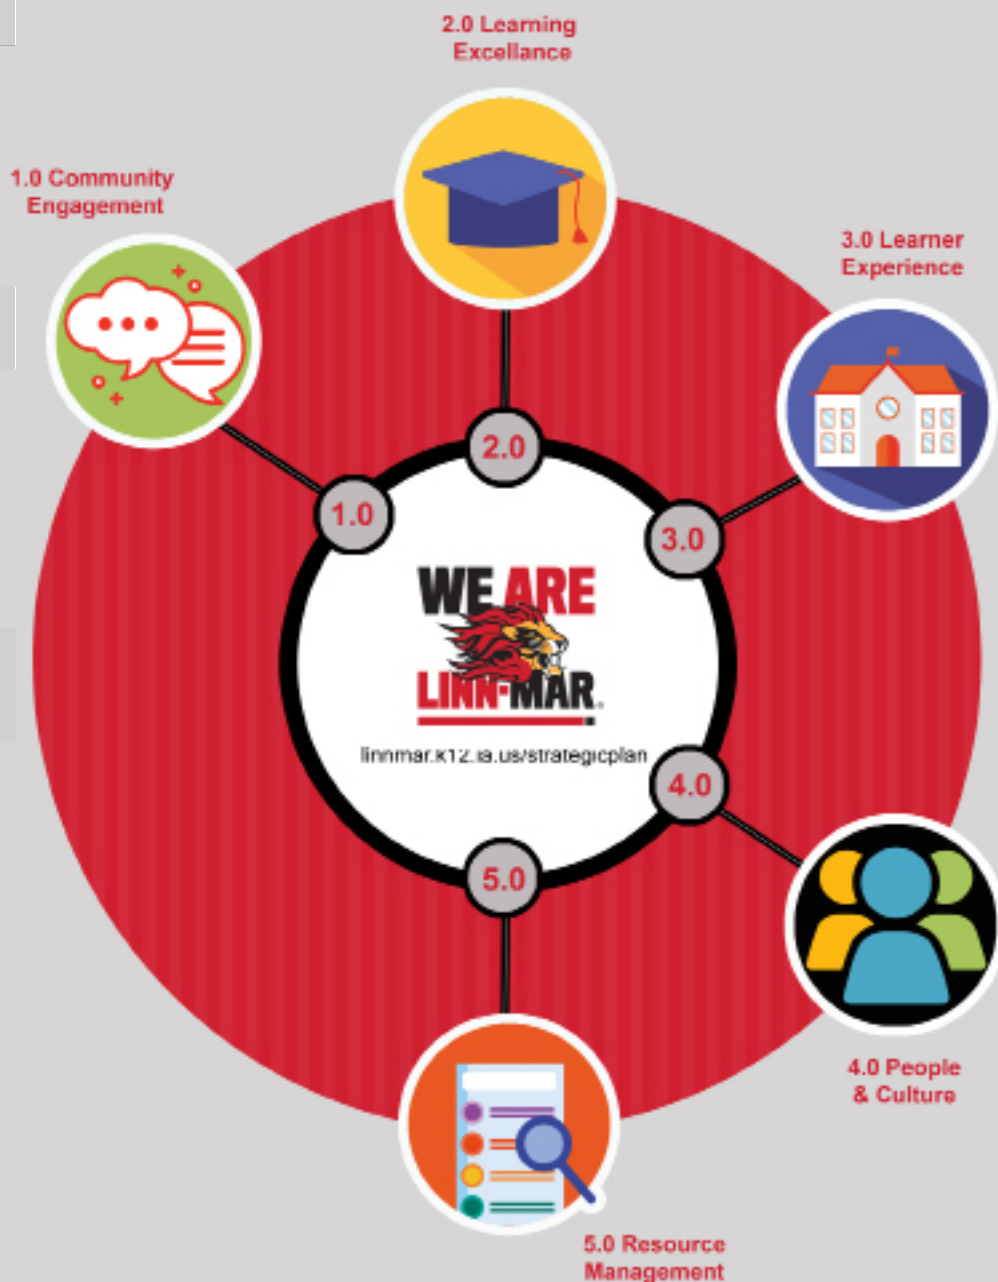 2.0 Learning
Excellance
1.0 Community
Engagement
3.0 Learner
Experience
2.0
1.0
3.0
WE ARE
LINN-MAR®
linnmar.k12.ia.us/strategicplan
4.0
5.0
4.0 People
& Culture
5.0 Resource
Management